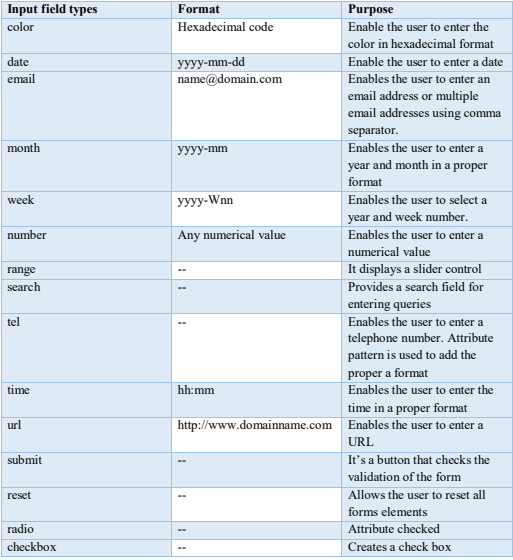 Input field types Format Purpose
color Hexadecimal code Enable the user to enter the
color in hexadecimal format
date yyyy-mm-dd Enable the user to enter a date
email name@domain.com Enables the user to enter an
email address or multiple
email addresses using comma
separator.
month yyyy-mm Enables the user to enter a
year and month in a proper
format
week yyyy-Wnn Enables the user to select a
year and week number.
number Any numerical value Enables the user to enter a
numerical value
range -- It displays a slider control
search -- Provides a search field for
entering queries
tel -- Enables the user to enter a
telephone number. Attribute
pattern is used to add the
proper a format
time hh:mm Enables the user to enter the
time in a proper format
url http://www.domainname.com Enables the user to enter a
URL
submit -- It's a button that checks the
validation of the form
reset -- Allows the user to reset all
forms elements
radio -- Attribute checked
checkbox -- Creates a check box